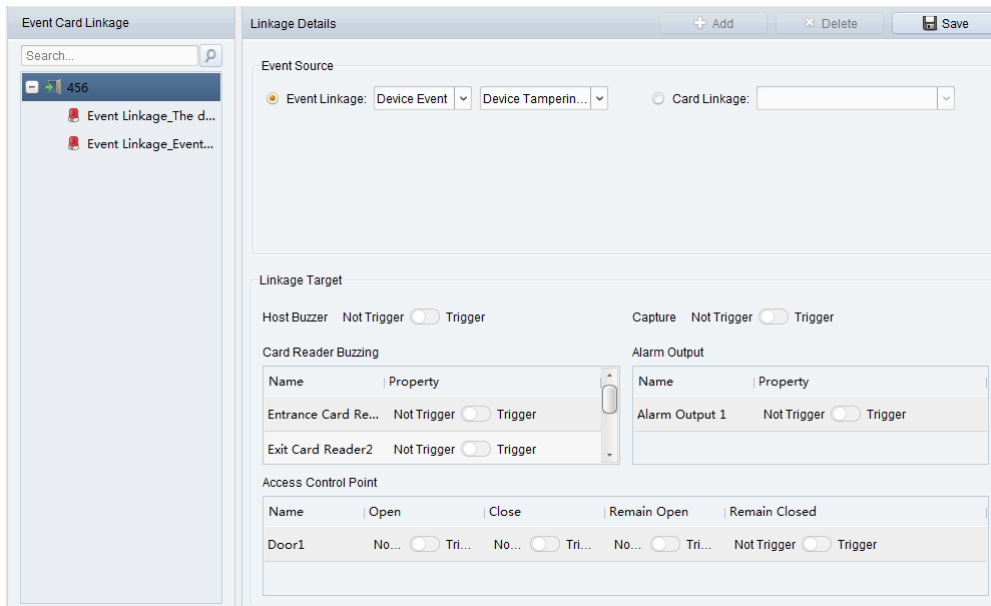 Event Card Linkage
Search...
456
Event Linkage_The d...
Event Linkage_Event...
Linkage Details
Add
Delete
Save
Event Source
Event Linkage: Device Event Device Tamperin... Card Linkage:
Linkage Target
Host Buzzer Not Trigger Trigger Capture Not Trigger Trigger
Card Reader Buzzing
Name Property
Entrance Card Re... Not Trigger Trigger
Exit Card Reader2 Not Trigger Trigger
Alarm Output
Name Property
Alarm Output 1 Not Trigger Trigger
Access Control Point
Name Open Close Remain Open Remain Closed
Door1 No... Tri... No... Tri... No... Tri... Not Trigger Trigger